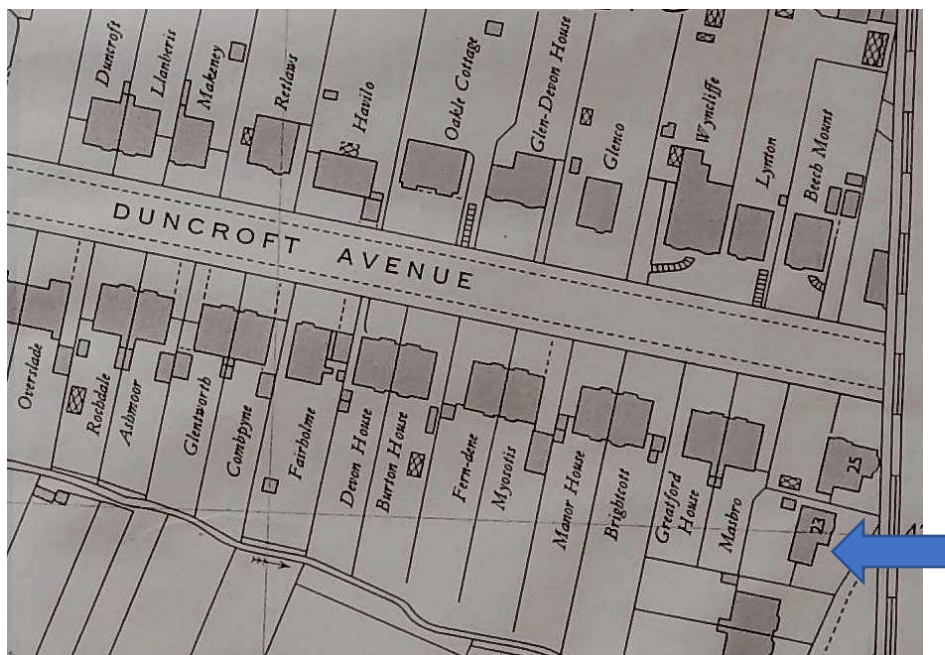 Duncroft
Llanberis
Makeney
Retlaws
Havilo
Oakle Cottage
Glen-Devon House
Glenco
Wyncliffe
Lynton
Beech Mount
DUNCROFT AVENUE
Overslade
Rochdale
Ashmoor
Glentworth
Combpyne
Fairholme
Devon House
Burton House
Fern-dene
Myosotis
Manor House
Brightcott
Greatford
House
Masbro
25
23